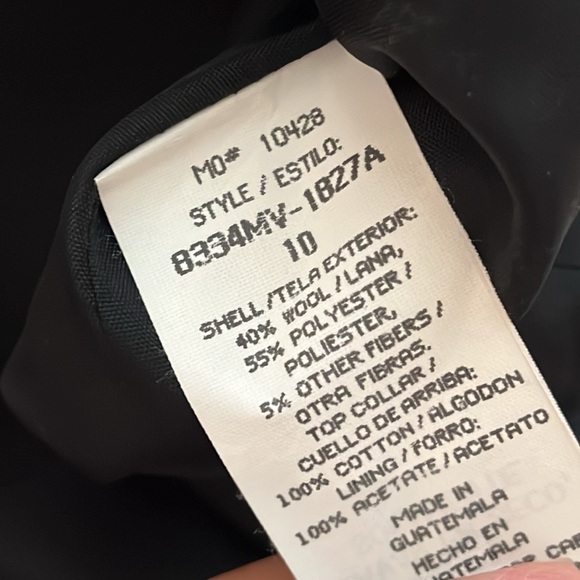 MO# 10428
STYLE / ESTILO:
8334MV-1827A
10
SHELL /TELA EXTERIOR:
40% WOOL / LANA,
55% POLYESTER /
POLIESTER,
5% OTHER FIBERS /
OTRA FIBRAS.
TOP COLLAR /
CUELLO DE ARRIBA:
100% COTTON / ALGODON
LINING / FORRO:
100% ACETATE / ACETATO
MADE IN
GUATEMALA
HECHO EN